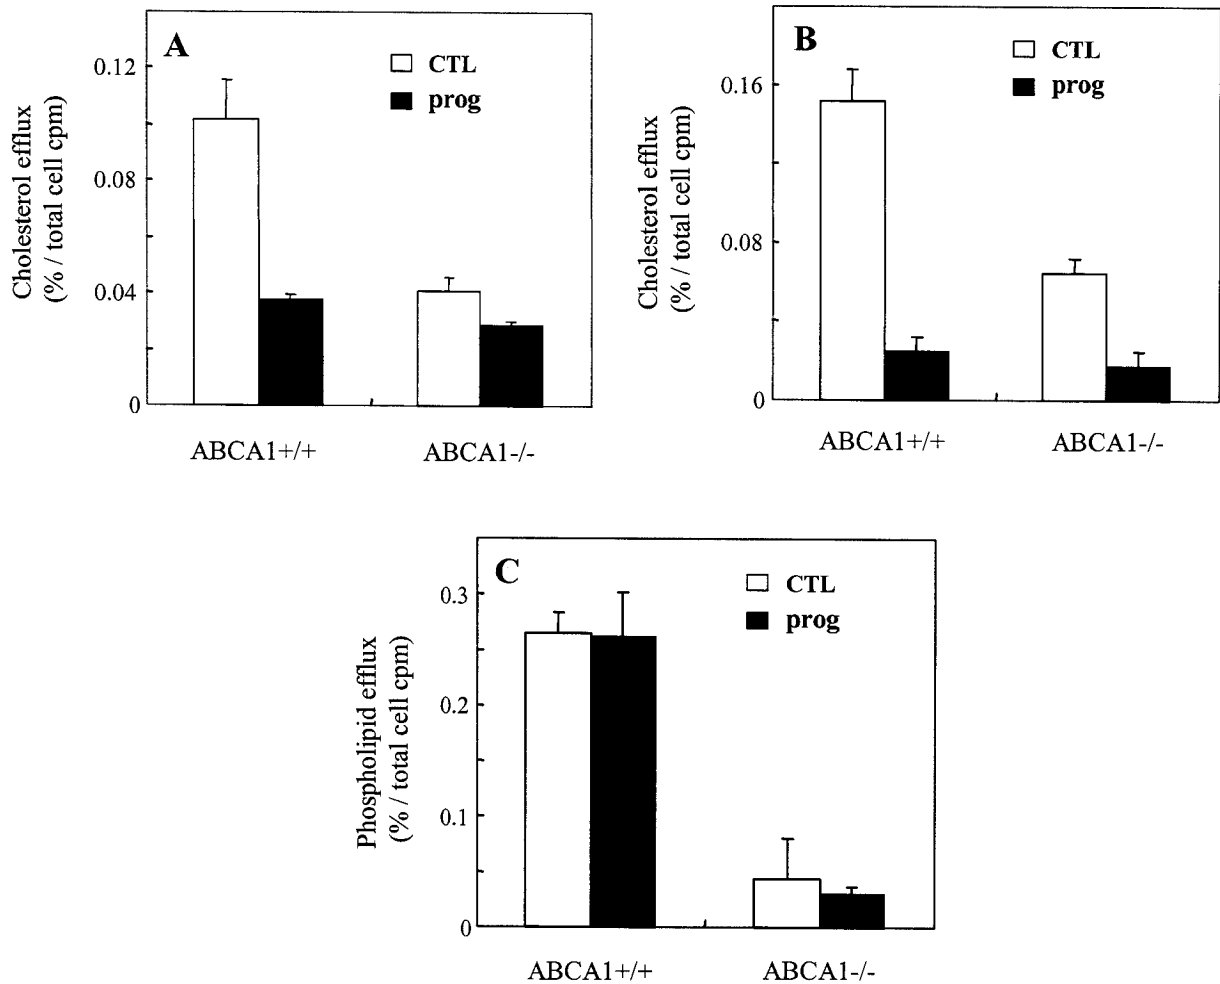 A
CTL
prog
0.12
0.08
0.04
0
Cholesterol efflux
(% / total cell cpm)
ABCA1+/+
ABCA1-/-
B
CTL
prog
0.16
0.08
0
Cholesterol efflux
(% / total cell cpm)
ABCA1+/+
ABCA1-/-
C
CTL
prog
0.3
0.2
0.1
0
Phospholipid efflux
(% / total cell cpm)
ABCA1+/+
ABCA1-/-